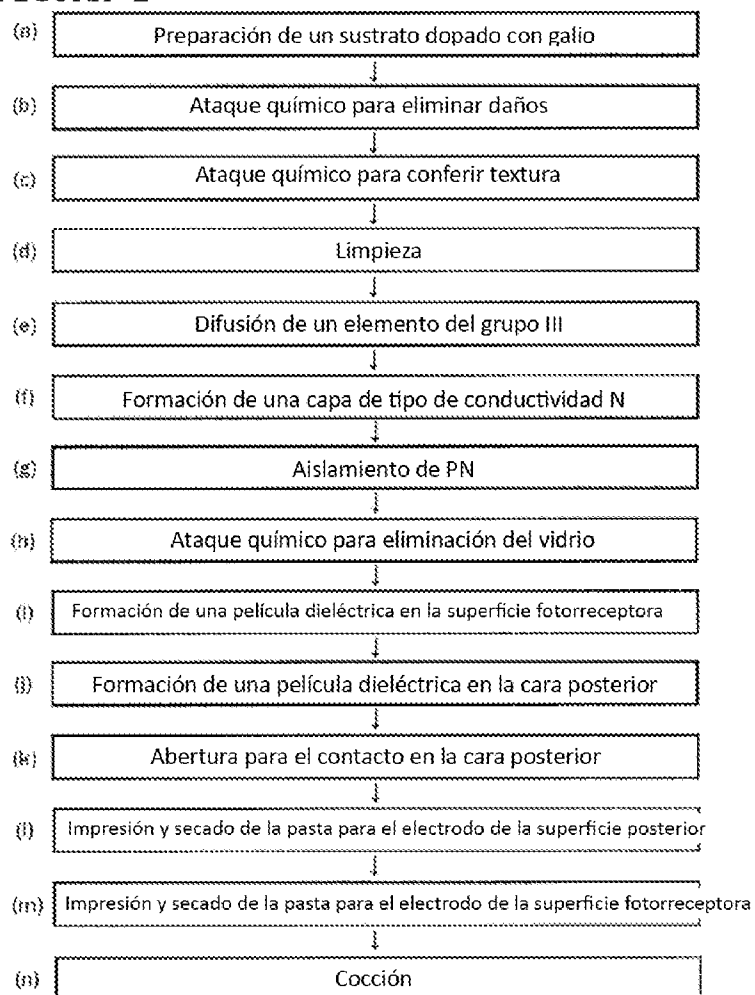 (a) Preparación de un sustrato dopado con galio
(b) Ataque químico para eliminar daños
(c) Ataque químico para conferir textura
(d) Limpieza
(e) Difusión de un elemento del grupo III
(f) Formación de una capa de tipo de conductividad N
(g) Aislamiento de PN
(h) Ataque químico para eliminación del vidrio
(i) Formación de una película dieléctrica en la superficie fotorreceptora
(j) Formación de una película dieléctrica en la cara posterior
(k) Abertura para el contacto en la cara posterior
(l) Impresión y secado de la pasta para el electrodo de la superficie posterior
(m) Impresión y secado de la pasta para el electrodo de la superficie fotorreceptora
(n) Cocción